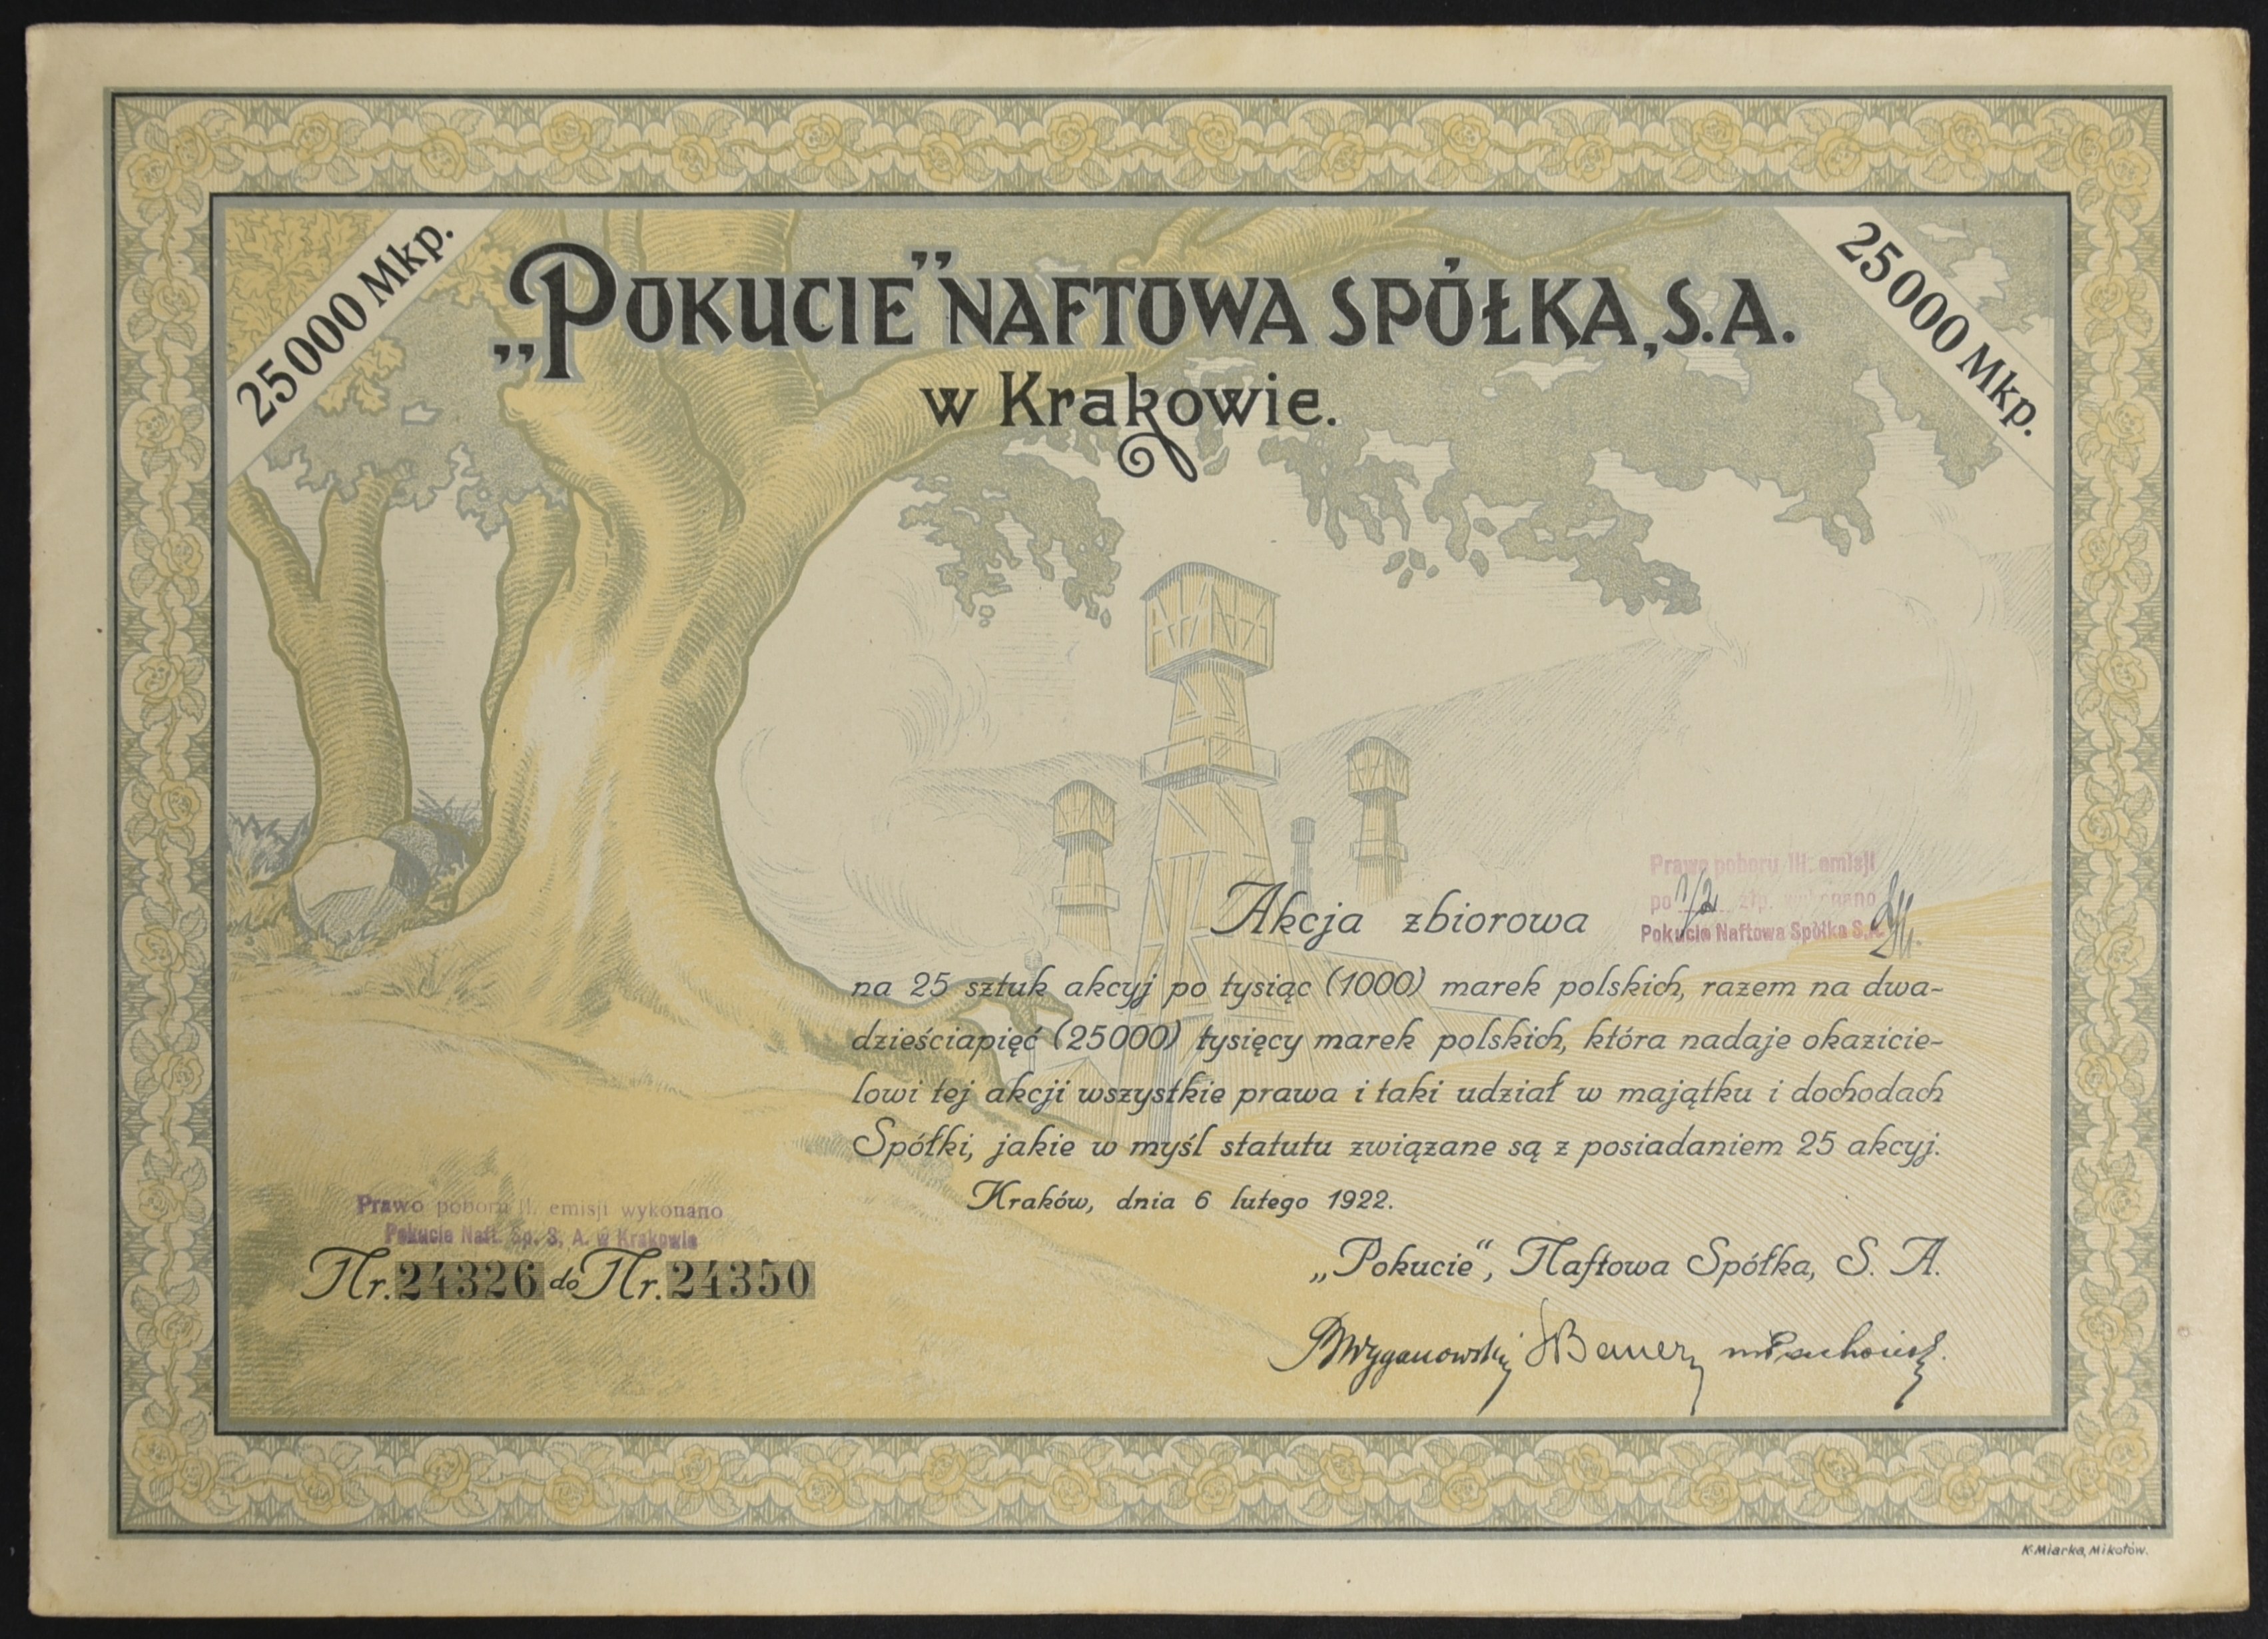 25000 Mkp.
25000 Mkp.
„POKUCIE” NAFTOWA SPÓŁKA, S.A.
w Krakowie.
Prawo poboru III. emisji
po 1/2 złp. wykonano
Pokucie Naftowa Spółka S.A.
Akcja zbiorowa
na 25 sztuk akcyj po tysiąc (1000) marek polskich, razem na dwa-
dzieściapięć (25000) tysięcy marek polskich, która nadaje okazicie-
lowi tej akcji wszystkie prawa i taki udział w majątku i dochodach
Spółki, jakie w myśl statutu związane są z posiadaniem 25 akcyj.
Kraków, dnia 6 lutego 1922.
Prawo poboru II. emisji wykonano
Pokucie Naft. Sp. S. A. w Krakowie
Nr. 24326 do Nr. 24350
„Pokucie“, Naftowa Spółka, S. A.
K. Miarka, Mikołów.